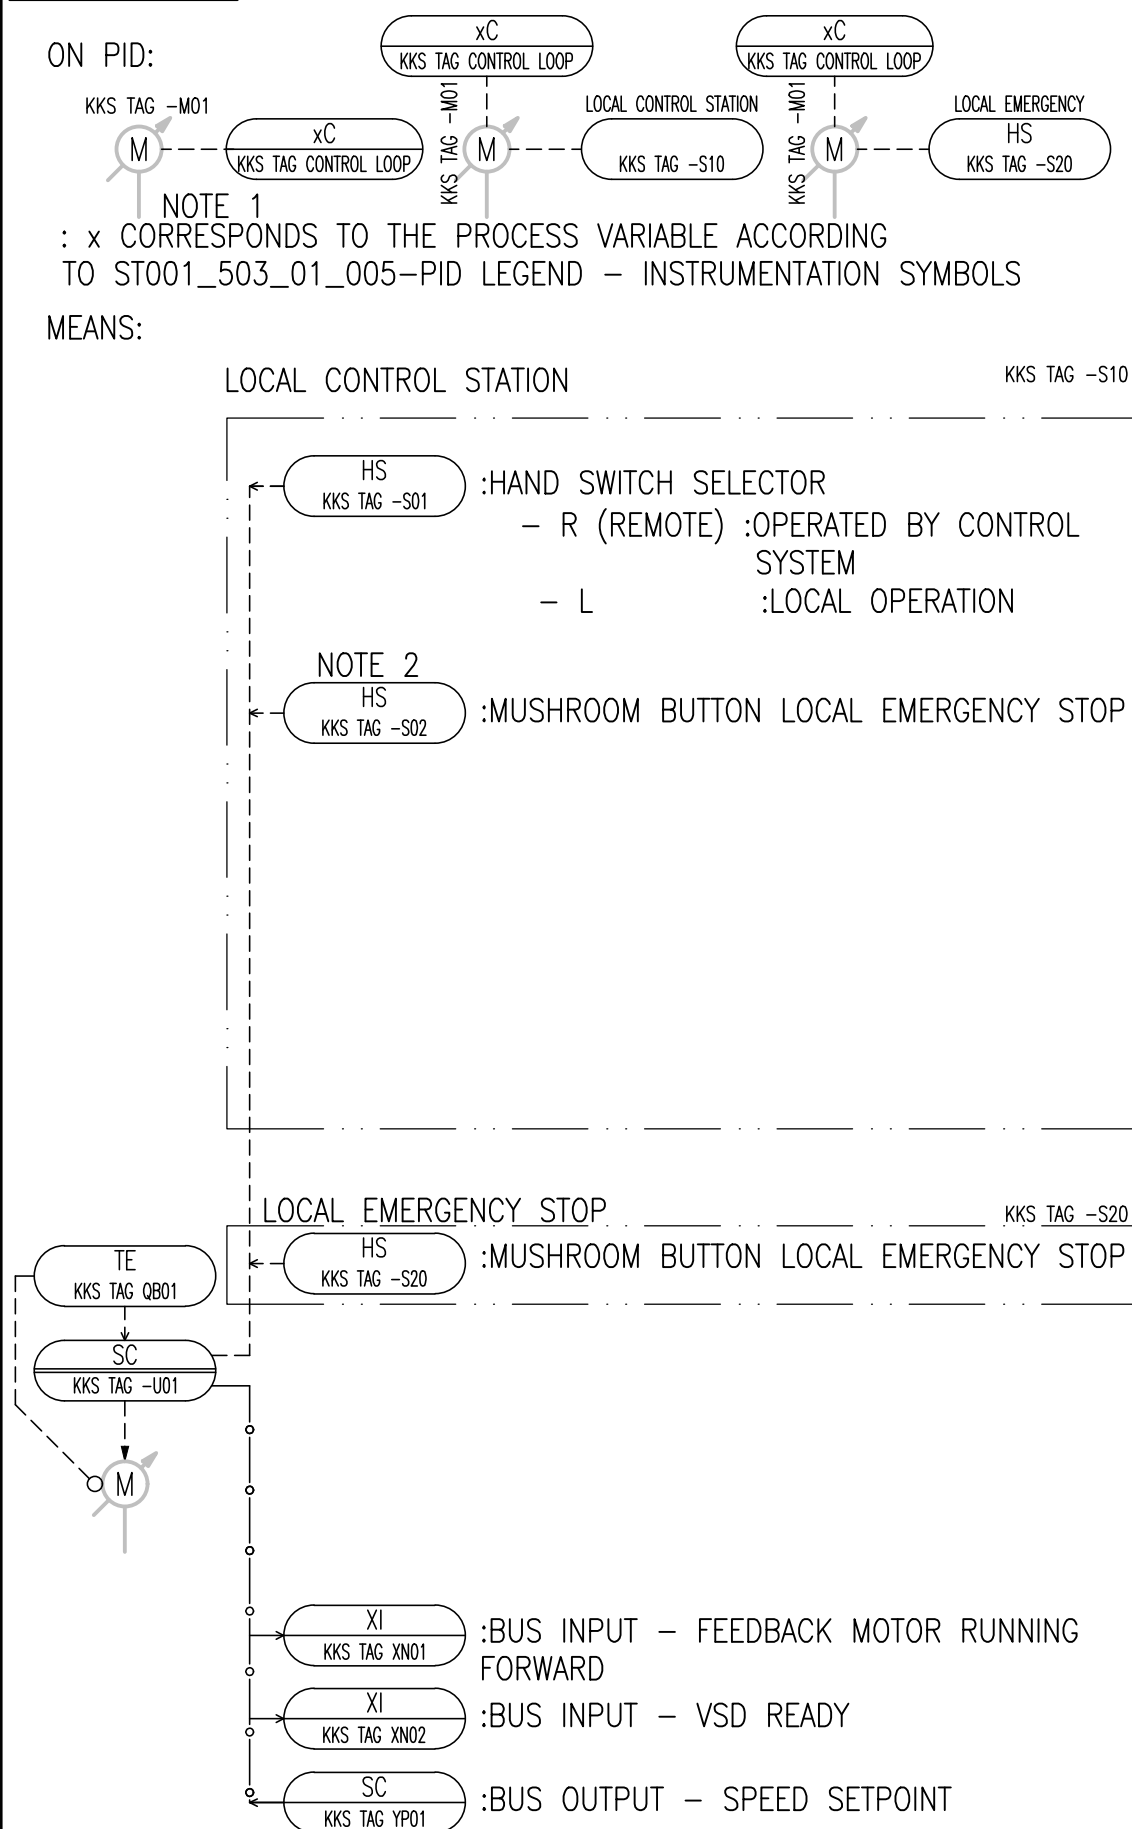 ON PID:
KKS TAG -M01
M
xC
KKS TAG CONTROL LOOP
NOTE 1
xC
KKS TAG CONTROL LOOP
KKS TAG -M01
M
LOCAL CONTROL STATION
KKS TAG -S10
xC
KKS TAG CONTROL LOOP
KKS TAG -M01
M
LOCAL EMERGENCY
HS
KKS TAG -S20
: x CORRESPONDS TO THE PROCESS VARIABLE ACCORDING
TO ST001_503_01_005-PID LEGEND - INSTRUMENTATION SYMBOLS
MEANS:
LOCAL CONTROL STATION
KKS TAG -S10
HS
KKS TAG -S01
:HAND SWITCH SELECTOR
- R (REMOTE) :OPERATED BY CONTROL
SYSTEM
- L :LOCAL OPERATION
NOTE 2
HS
KKS TAG -S02
:MUSHROOM BUTTON LOCAL EMERGENCY STOP
LOCAL EMERGENCY STOP
KKS TAG -S20
HS
KKS TAG -S20
:MUSHROOM BUTTON LOCAL EMERGENCY STOP
TE
KKS TAG QB01
SC
KKS TAG -U01
M
XI
KKS TAG XN01
:BUS INPUT - FEEDBACK MOTOR RUNNING
FORWARD
XI
KKS TAG XN02
:BUS INPUT - VSD READY
SC
KKS TAG YP01
:BUS OUTPUT - SPEED SETPOINT